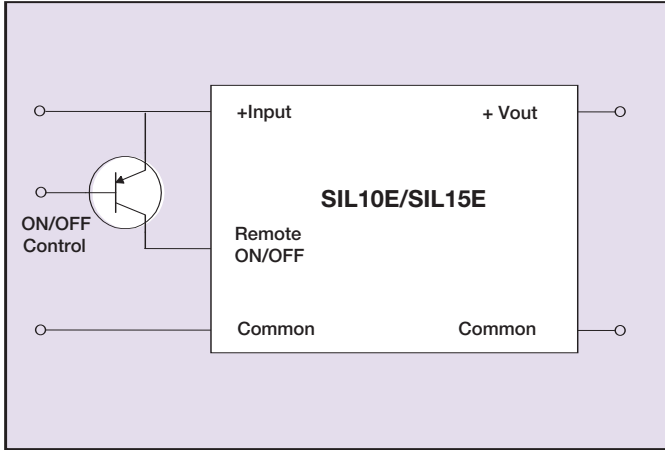 +Input
+ Vout
SIL10E/SIL15E
ON/OFF
Control
Remote
ON/OFF
Common
Common